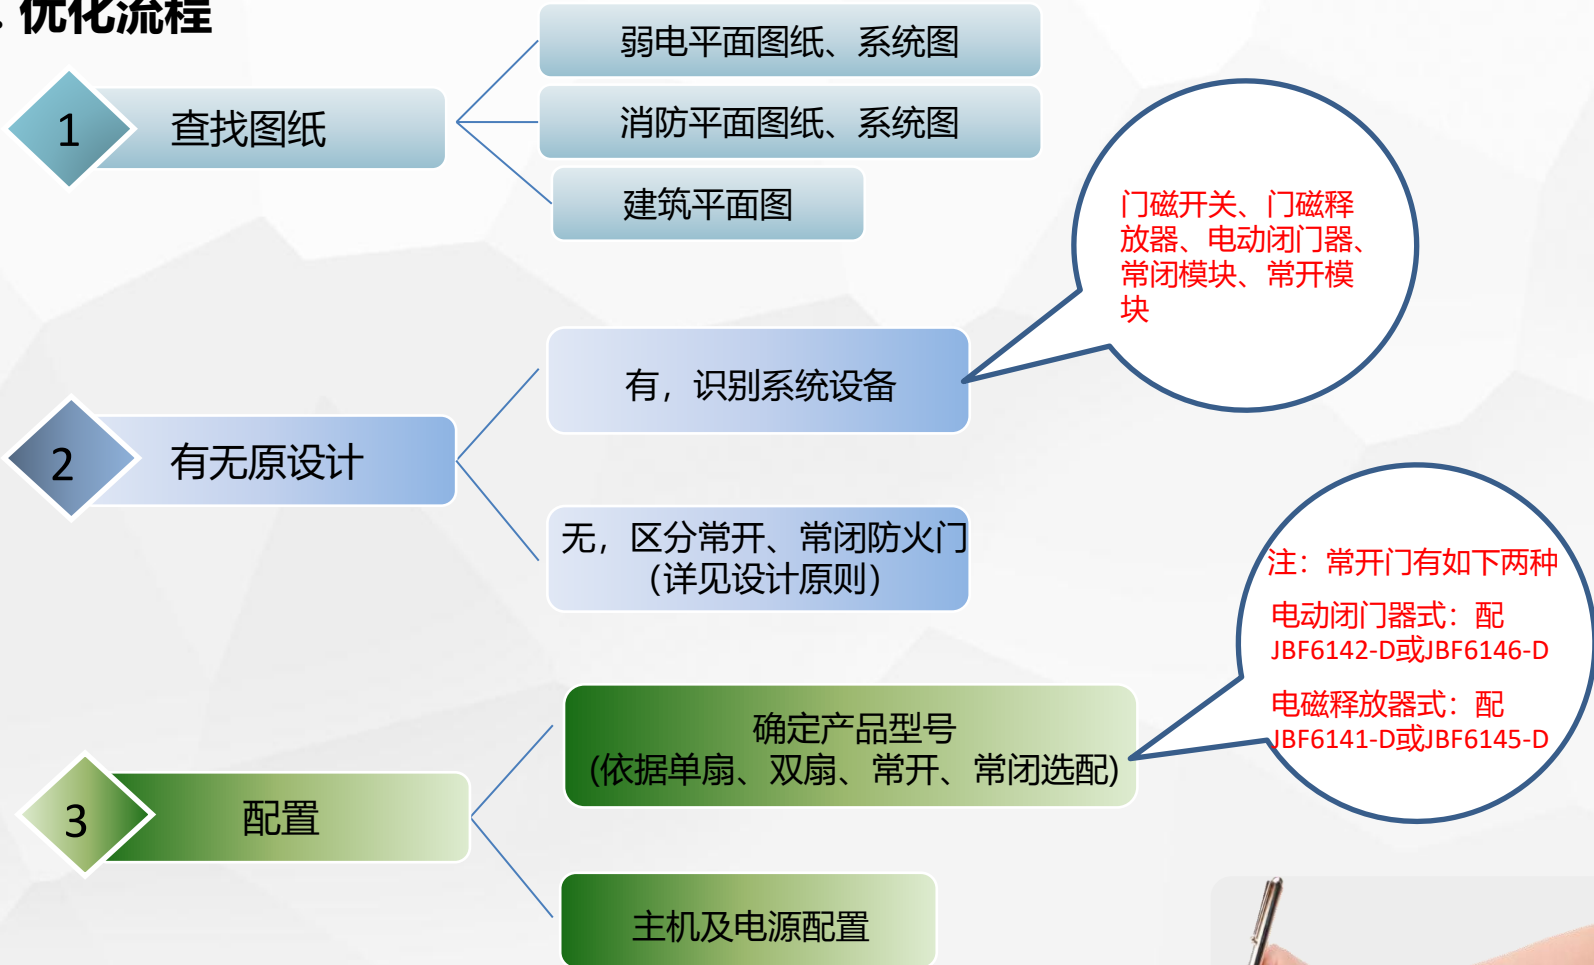 . 优化流程
弱电平面图纸、系统图
1
查找图纸
消防平面图纸、系统图
建筑平面图
门磁开关、门磁释
放器、电动闭门器、
常闭模块、常开模
块
有，识别系统设备
2
有无原设计
无，区分常开、常闭防火门
（详见设计原则）
注：常开门有如下两种
电动闭门器式：配
JBF6142-D或JBF6146-D
电磁释放器式：配
JBF6141-D或JBF6145-D
确定产品型号
(依据单扇、双扇、常开、常闭选配)
3
配置
主机及电源配置